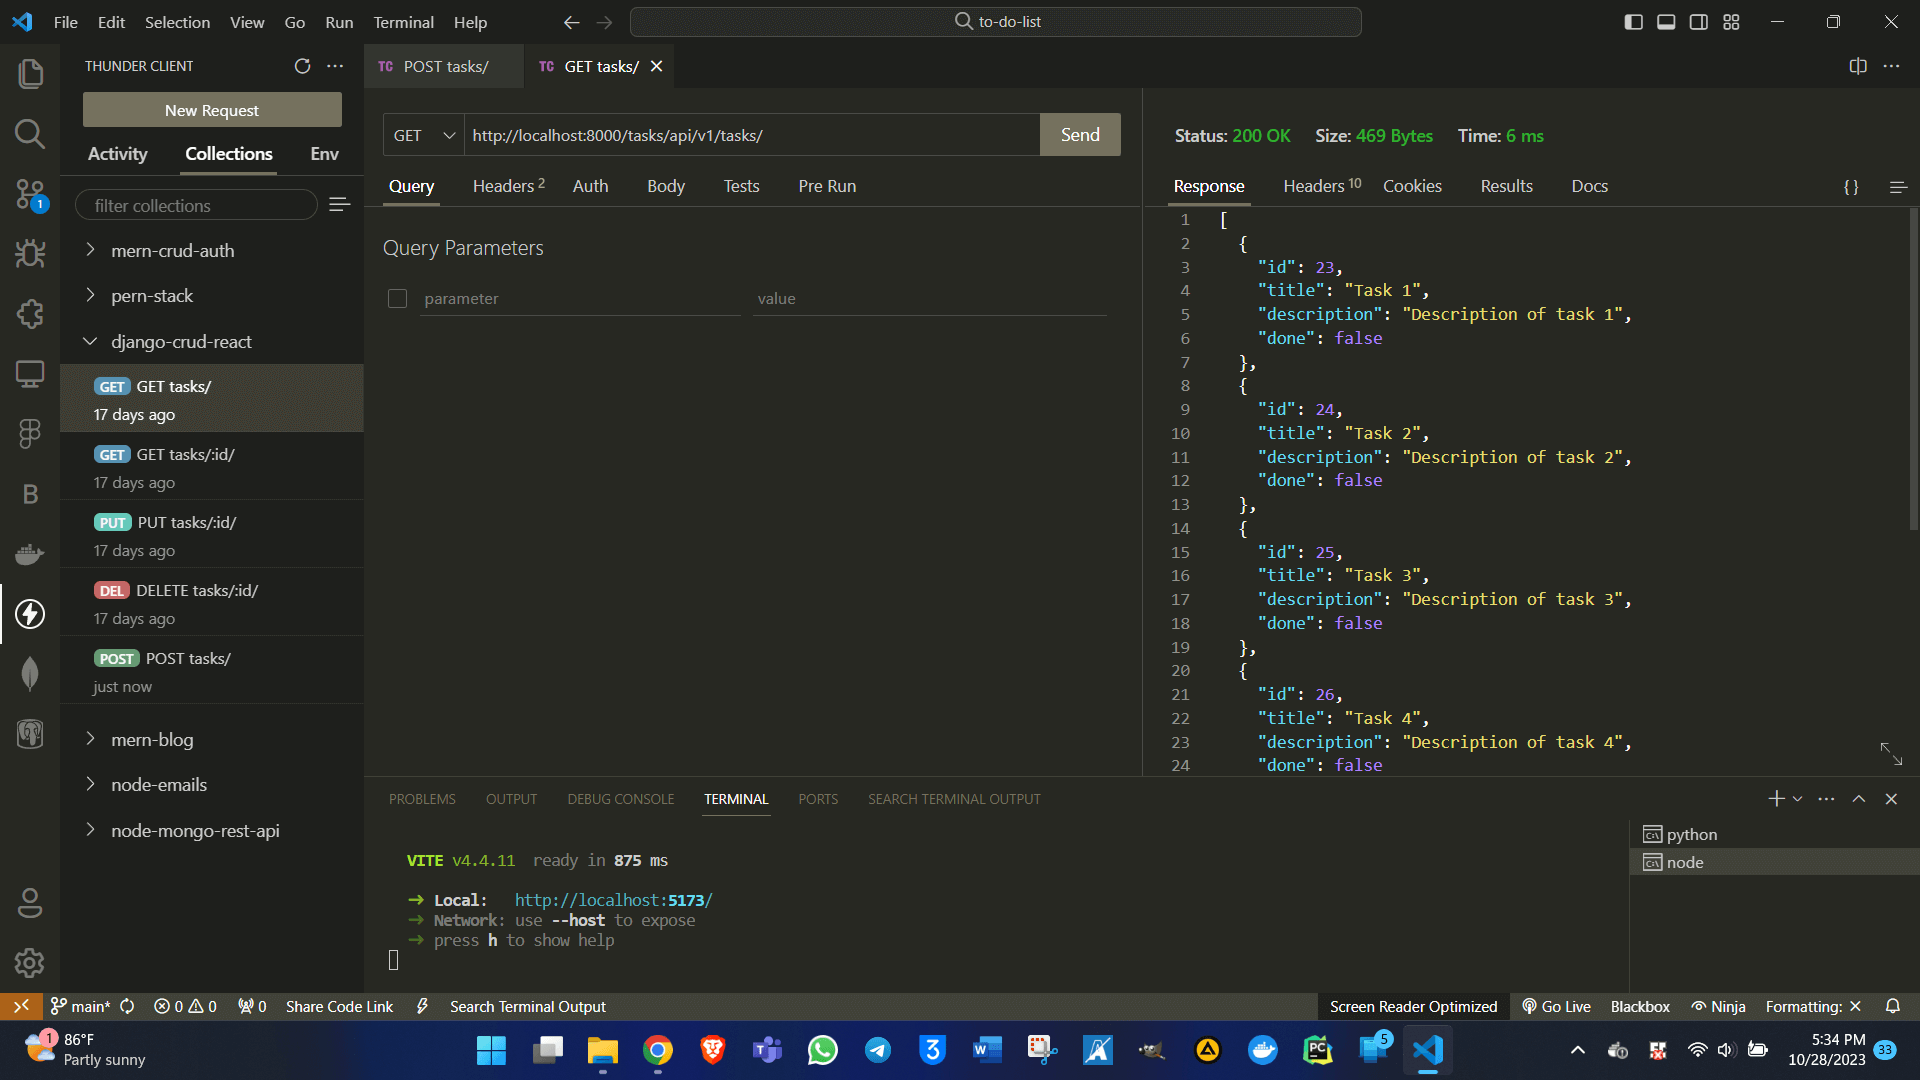 File Edit Selection View Go Run Terminal Help
to-do-list
THUNDER CLIENT
New Request
Activity Collections Env
filter collections
mern-crud-auth
pern-stack
django-crud-react
GET GET tasks/
17 days ago
GET GET tasks/:id/
17 days ago
PUT PUT tasks/:id/
17 days ago
DEL DELETE tasks/:id/
17 days ago
POST POST tasks/
just now
mern-blog
node-emails
node-mongo-rest-api
1
B
TC POST tasks/
TC GET tasks/
GET http://localhost:8000/tasks/api/v1/tasks/ Send
Query Headers 2 Auth Body Tests Pre Run
Query Parameters
parameter value
Status: 200 OK Size: 469 Bytes Time: 6 ms
Response Headers 10 Cookies Results Docs {}
1 [
2 {
3 "id": 23,
4 "title": "Task 1",
5 "description": "Description of task 1",
6 "done": false
7 },
8 {
9 "id": 24,
10 "title": "Task 2",
11 "description": "Description of task 2",
12 "done": false
13 },
14 {
15 "id": 25,
16 "title": "Task 3",
17 "description": "Description of task 3",
18 "done": false
19 },
20 {
21 "id": 26,
22 "title": "Task 4",
23 "description": "Description of task 4",
24 "done": false
PROBLEMS OUTPUT DEBUG CONSOLE TERMINAL PORTS SEARCH TERMINAL OUTPUT
VITE v4.4.11 ready in 875 ms
➜ Local: http://localhost:5173/
➜ Network: use --host to expose
➜ press h to show help
python
node
main* 0 0 0 Share Code Link Search Terminal Output
Screen Reader Optimized Go Live Blackbox Ninja Formatting: ✕
1
86°F
Partly sunny
3
W
PC
5
5:34 PM
10/28/2023
33